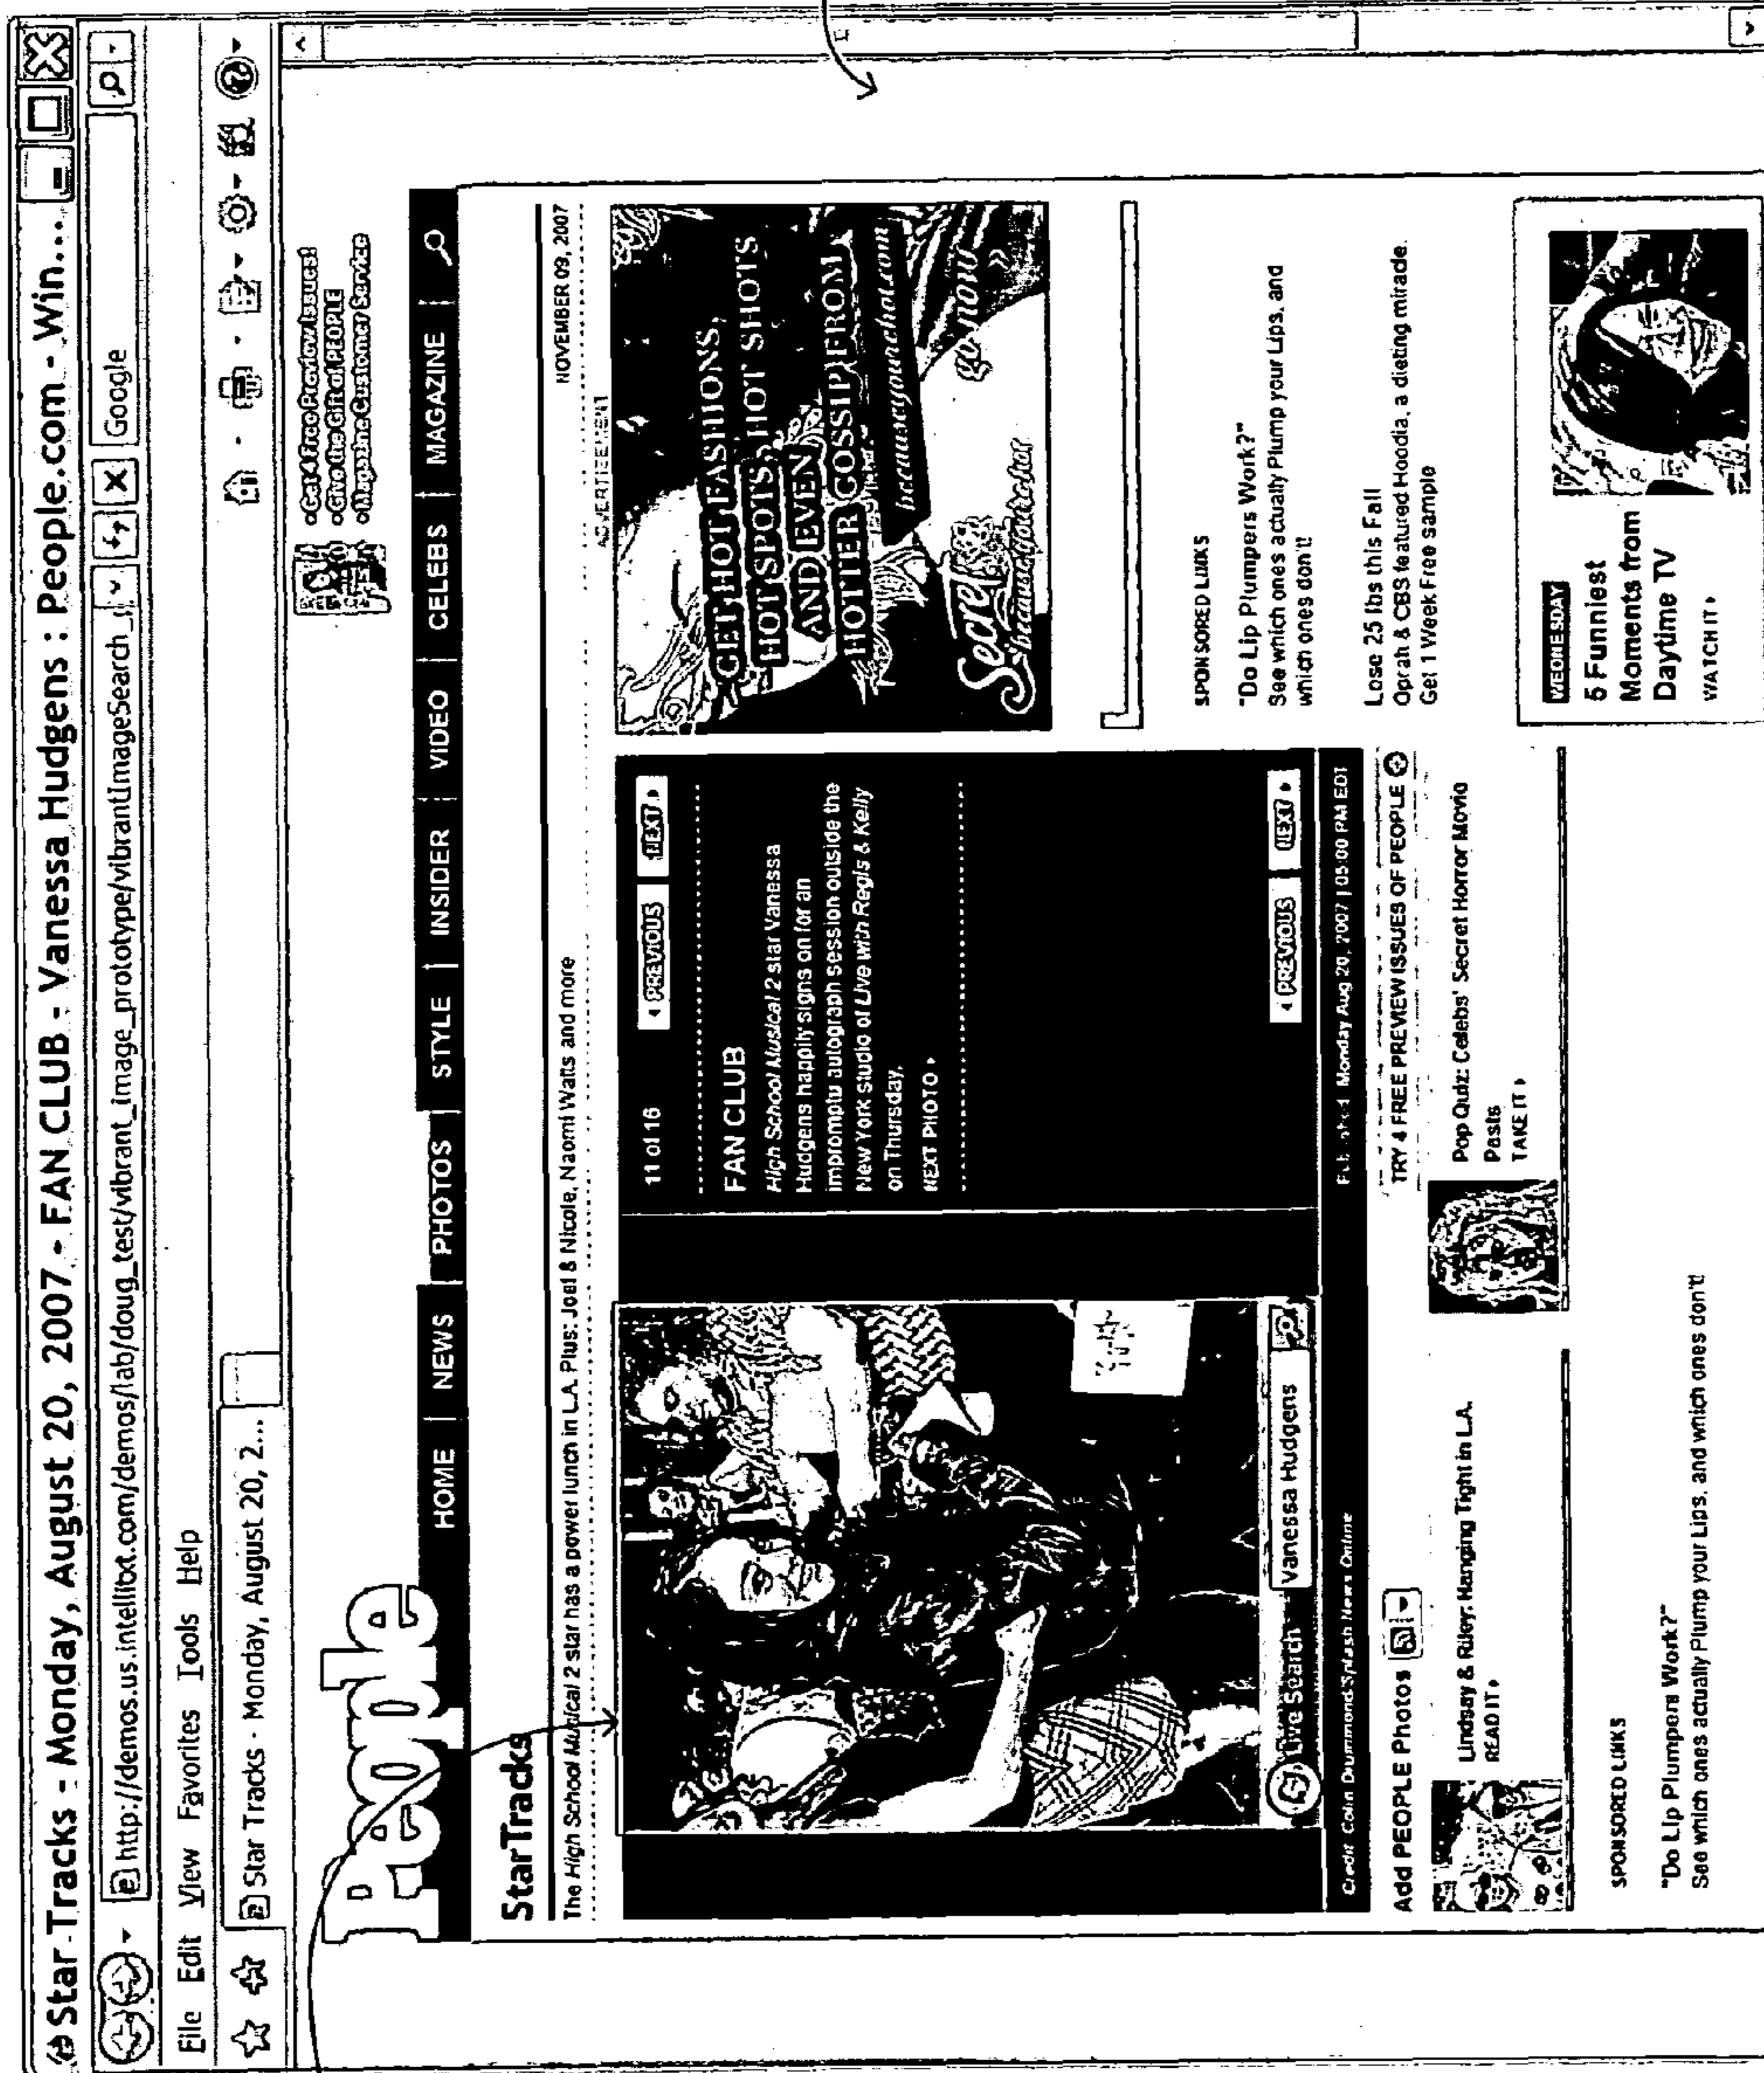 Star Tracks - Monday, August 20, 2007 - FAN CLUB - Vanessa Hudgens : People.com - Win...
http://demos.us.intellitxt.com/demos/lab/doug_test/vibrant_image_prototype/vibrantImageSearch_
Google
File Edit View Favorites Tools Help
Star Tracks - Monday, August 20, 2...
• Get 4 Free Preview Issues!
• Give the Gift of PEOPLE
• Magazine Customer Service
People
HOME | NEWS | PHOTOS | STYLE | INSIDER | VIDEO | CELEBS | MAGAZINE |
StarTracks
NOVEMBER 09, 2007
The High School Musical 2 star has a power lunch in L.A. Plus: Joel & Nicole, Naomi Watts and more
ADVERTISEMENT
11 of 16
◂ PREVIOUS
NEXT ▸
FAN CLUB
High School Musical 2 star Vanessa
Hudgens happily signs on for an
impromptu autograph session outside the
New York studio of Live with Regis & Kelly
on Thursday.
NEXT PHOTO ▸
◂ PREVIOUS
NEXT ▸
Live Search
Vanessa Hudgens
Credit: Colin Drummond/Splash News Online
Published: Monday Aug 20, 2007 | 05:00 PM EDT
GET HOT FASHIONS,
HOT SPOTS, HOT SHOTS
AND EVEN
HOTTER GOSSIP FROM
becauseyourehot.com
Secret
becauseyourehot
go now »
SPONSORED LINKS
"Do Lip Plumpers Work?"
See which ones actually Plump your Lips, and
which ones don't!
Lose 25 lbs this Fall
Oprah & CBS featured Hoodia, a dieting miracle.
Get 1 Week Free sample
Add PEOPLE Photos
TRY 4 FREE PREVIEW ISSUES OF PEOPLE
Lindsay & Riley: Hanging Tight in L.A.
READ IT ▸
Pop Quiz: Celebs' Secret Horror Movie
Pasts
TAKE IT ▸
WEDNESDAY
5 Funniest
Moments from
Daytime TV
WATCH IT ▸
SPONSORED LINKS
"Do Lip Plumpers Work?"
See which ones actually Plump your Lips, and which ones don't!